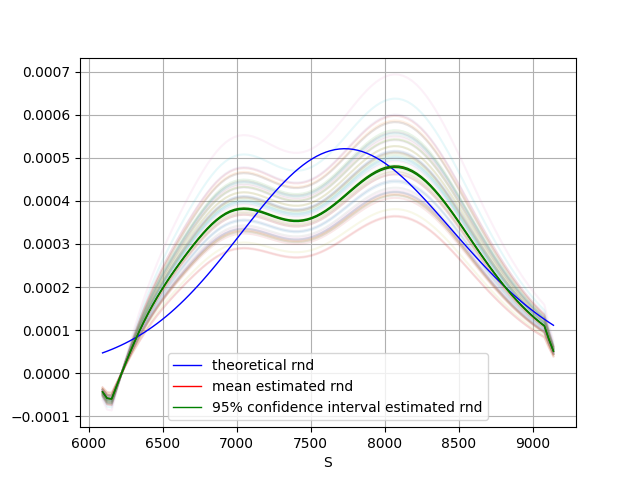 0.0007
0.0006
0.0005
0.0004
0.0003
0.0002
0.0001
0.0000
−0.0001
6000 6500 7000 7500 8000 8500 9000
S
theoretical rnd
mean estimated rnd
95% confidence interval estimated rnd